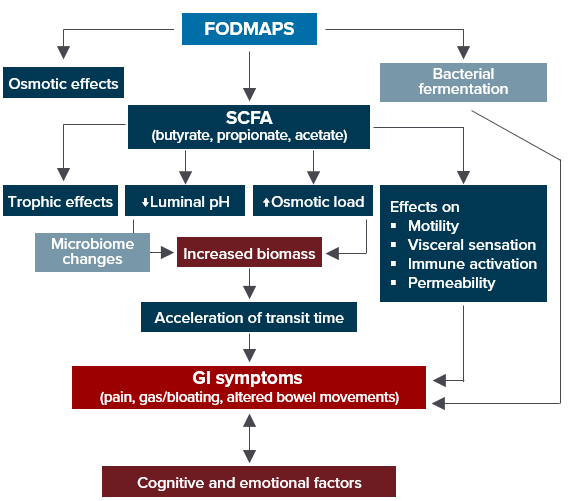 FODMAPS
Osmotic effects
Bacterial
fermentation
SCFA
(butyrate, propionate, acetate)
Trophic effects
⬇Luminal pH
⬆Osmotic load
Effects on
▪ Motility
▪ Visceral sensation
▪ Immune activation
▪ Permeability
Microbiome
changes
Increased biomass
Acceleration of transit time
GI symptoms
(pain, gas/bloating, altered bowel movements)
Cognitive and emotional factors